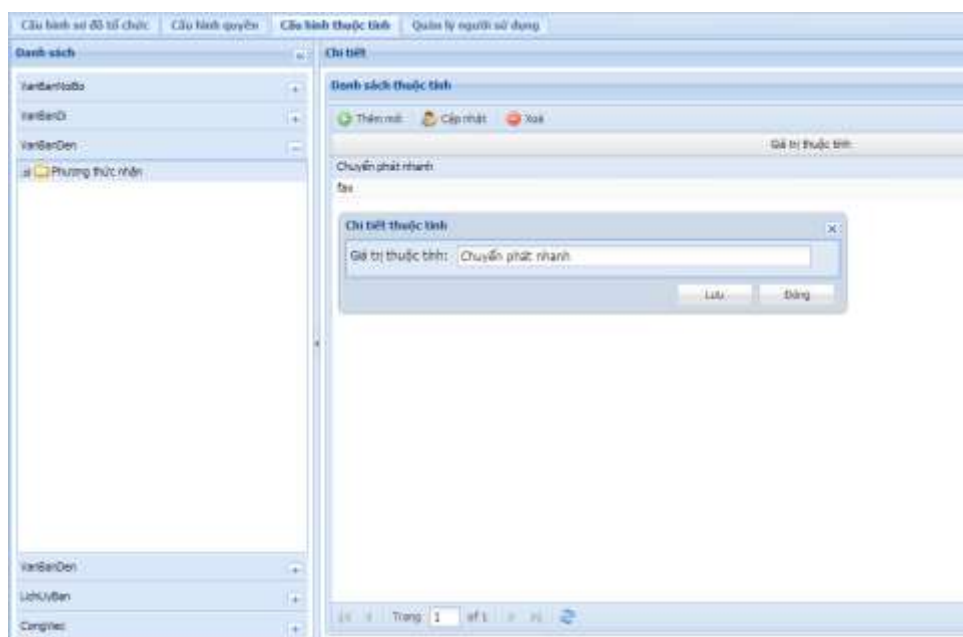 Cấu hình sơ đồ tổ chức Cấu hình quyền Cấu hình thuộc tính Quản lý người sử dụng
Danh sách
Chi tiết
VanBanNoiBo
VanBanDi
VanBanDen
Phương thức nhận
Danh sách thuộc tính
Thêm mới Cập nhật Xoá
Giá trị thuộc tính
Chuyển phát nhanh
fax
Chi tiết thuộc tính
Giá trị thuộc tính: Chuyển phát nhanh
Lưu Đóng
VanBanDen
LichUyBan
CongViec
Trang 1 of 1